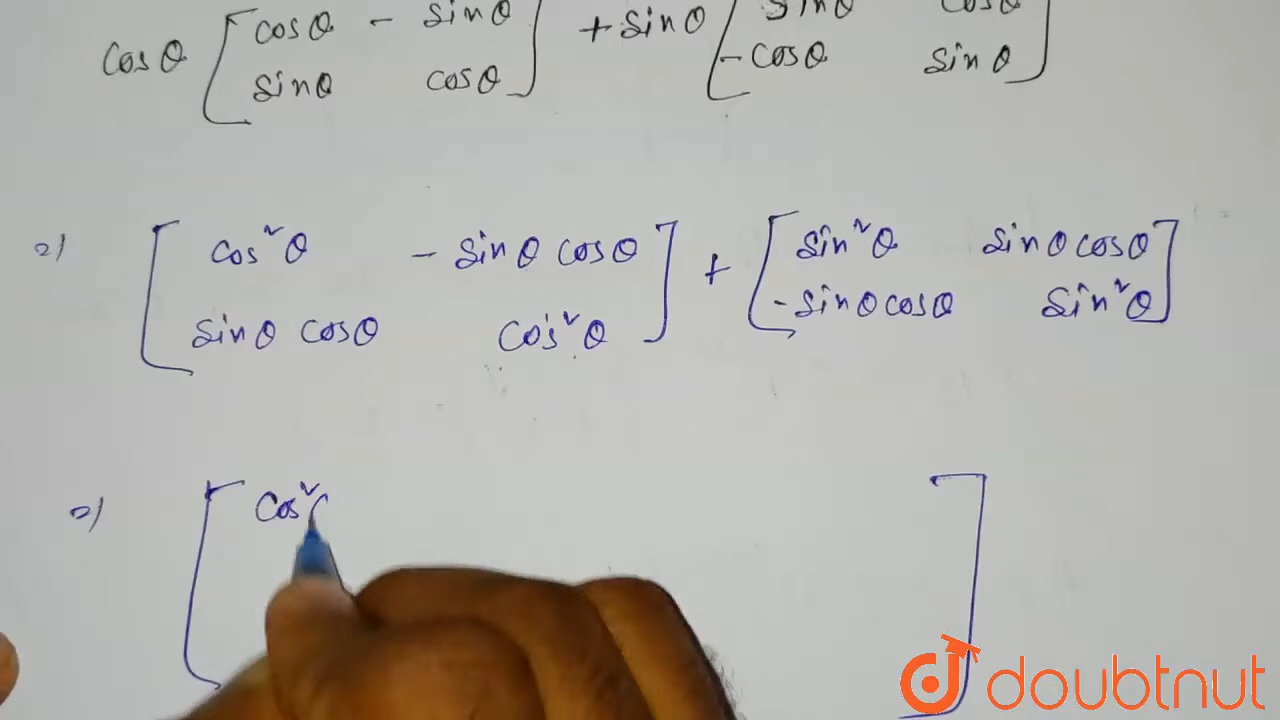 cosθ [ cosθ - sinθ ] + sinθ [ sinθ cosθ
sinθ cosθ -cosθ sinθ ]
=) [ cos²θ - sinθ cosθ ] + [ sin²θ sinθ cosθ ]
sinθ cosθ cos²θ -sinθ cosθ sin²θ
=) [ cos² ]
doubtnut